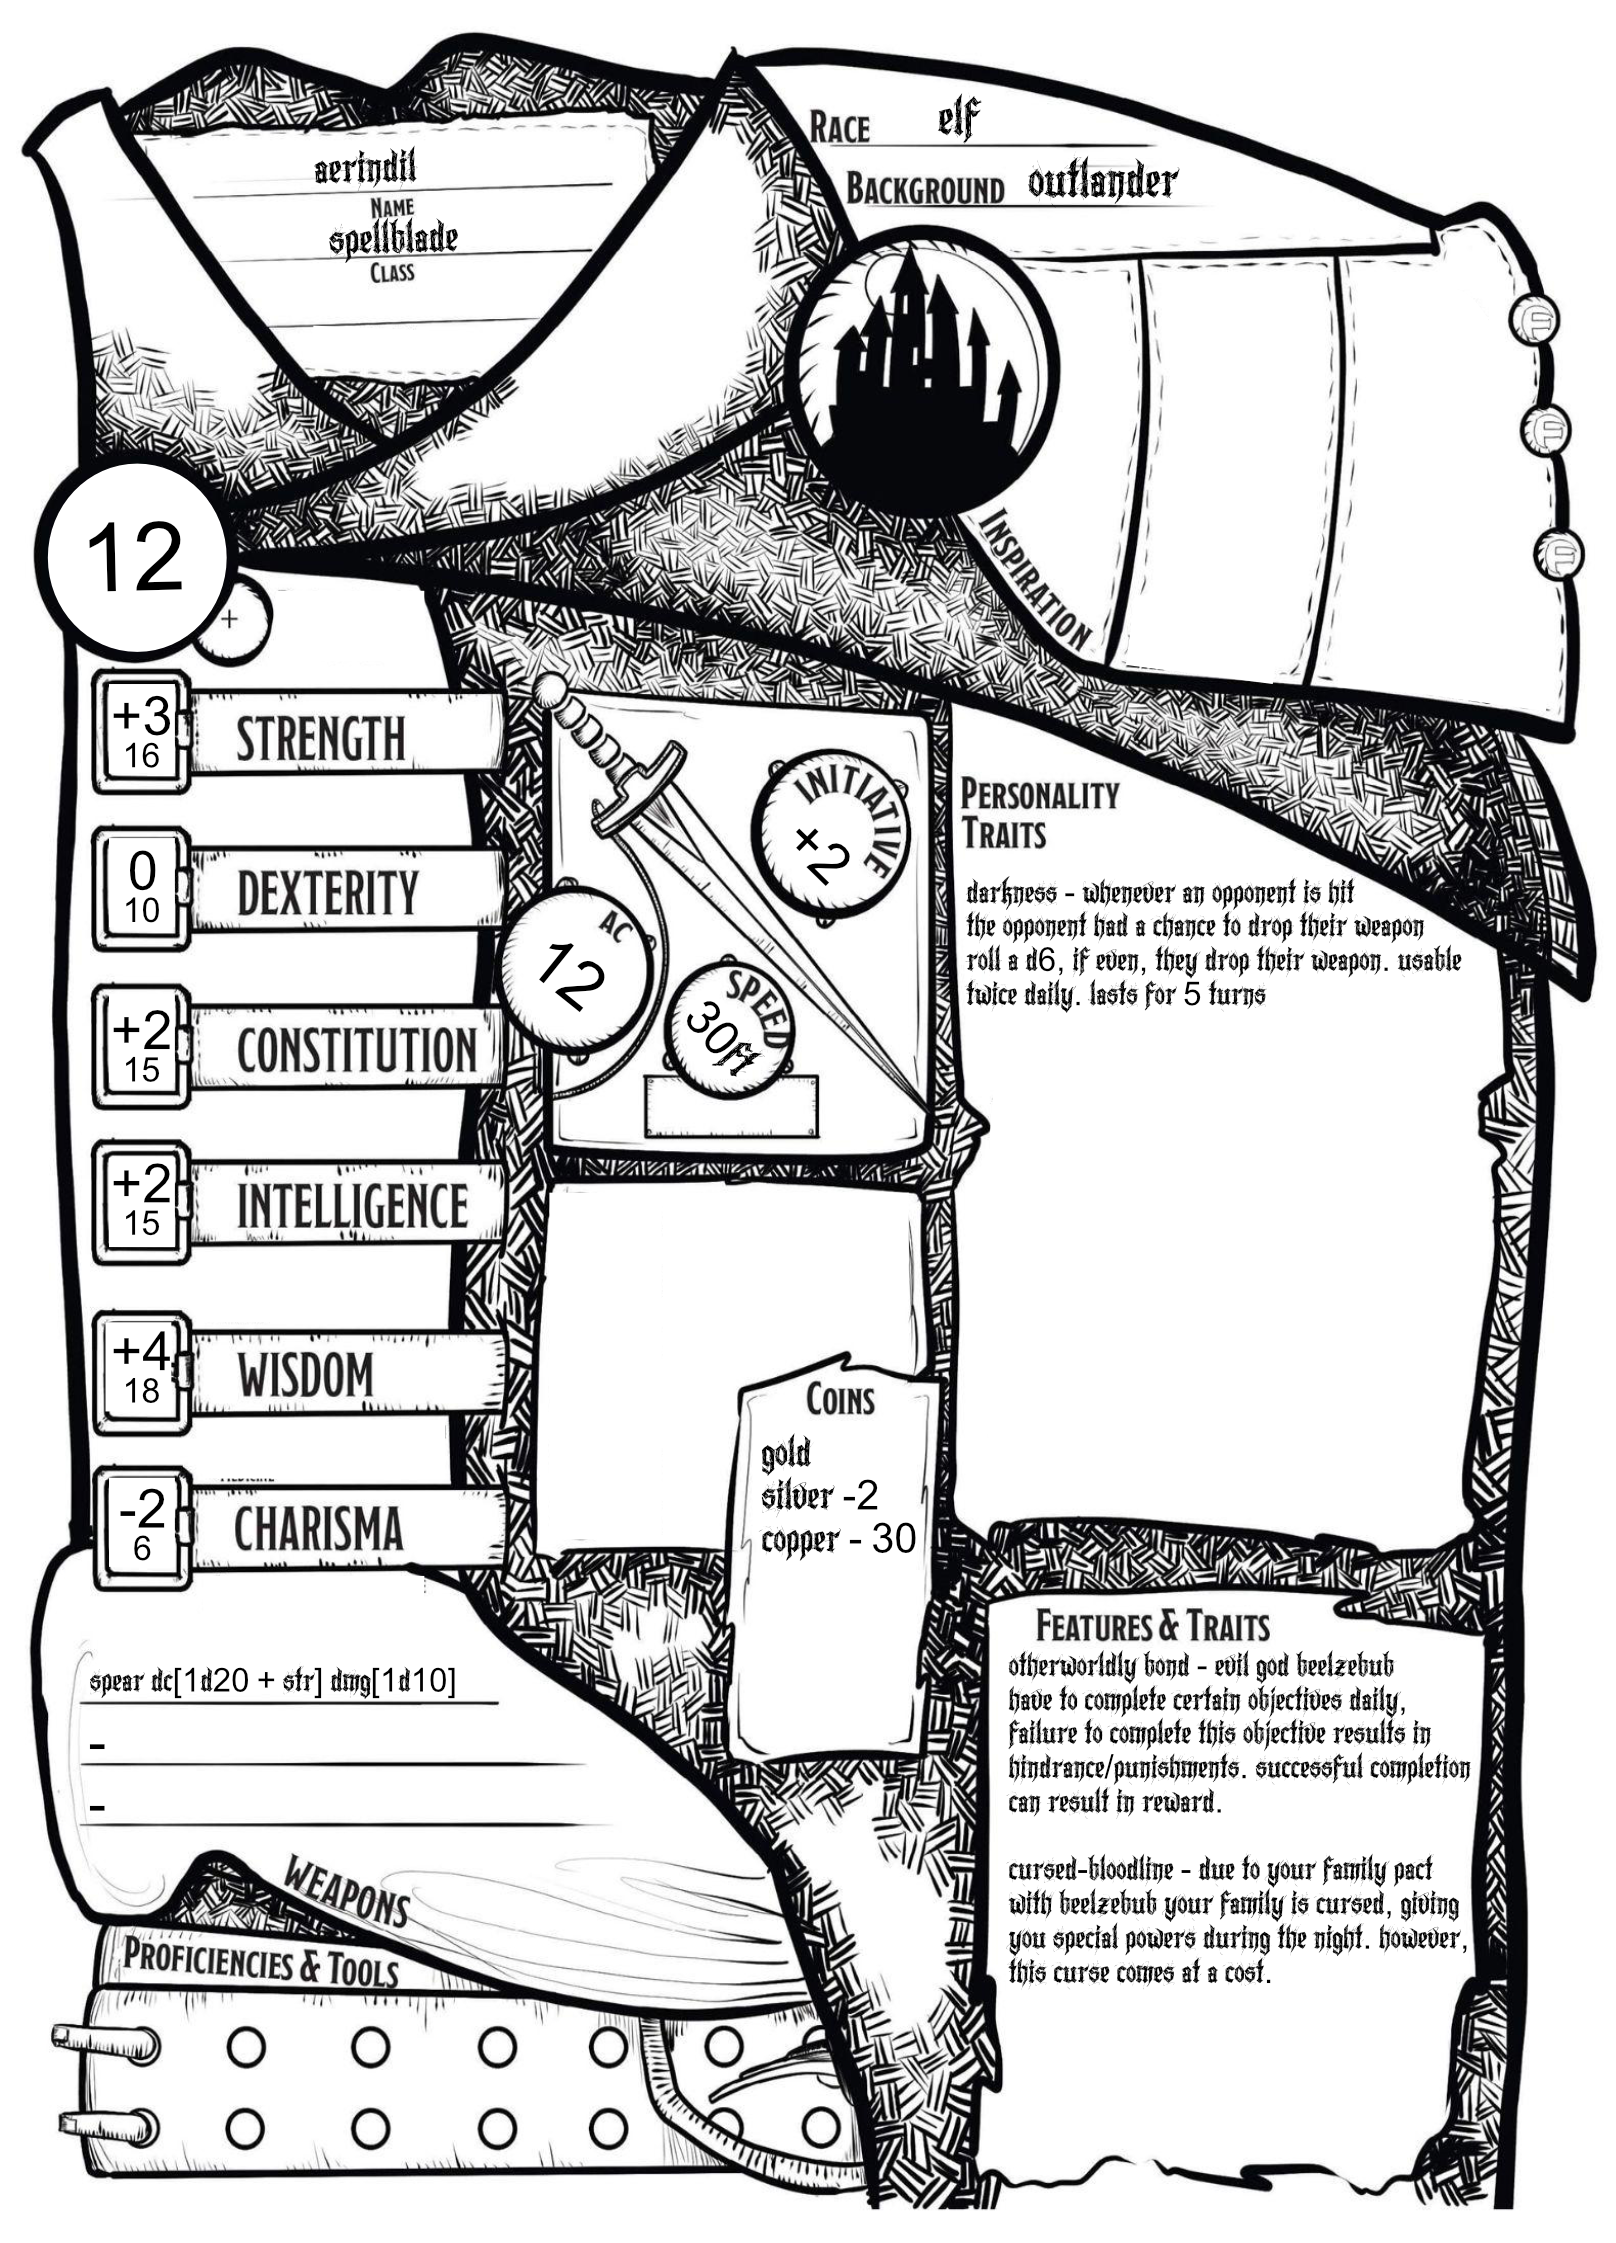 aerindil
NAME
spellblade
CLASS
RACE elf
BACKGROUND outlander
F
F
F
INSPIRATION
12
+
+3
16
STRENGTH
0
10
DEXTERITY
+2
15
CONSTITUTION
+2
15
INTELLIGENCE
+4
18
WISDOM
-2
6
CHARISMA
INITIATIVE
+2
AC
12
SPEED
30ft
PERSONALITY
TRAITS
darkness - whenever an opponent is hit
the opponent had a chance to drop their weapon
roll a d6, if even, they drop their weapon. usable
twice daily. lasts for 5 turns
COINS
gold
silver -2
copper - 30
spear dc[1d20 + str] dmg[1d10]
-
-
WEAPONS
PROFICIENCIES & TOOLS
FEATURES & TRAITS
otherworldly bond - evil god beelzebub
have to complete certain objectives daily,
failure to complete this objective results in
hindrance/punishments. successful completion
can result in reward.
cursed-bloodline - due to your family pact
with beelzebub your family is cursed, giving
you special powers during the night. however,
this curse comes at a cost.